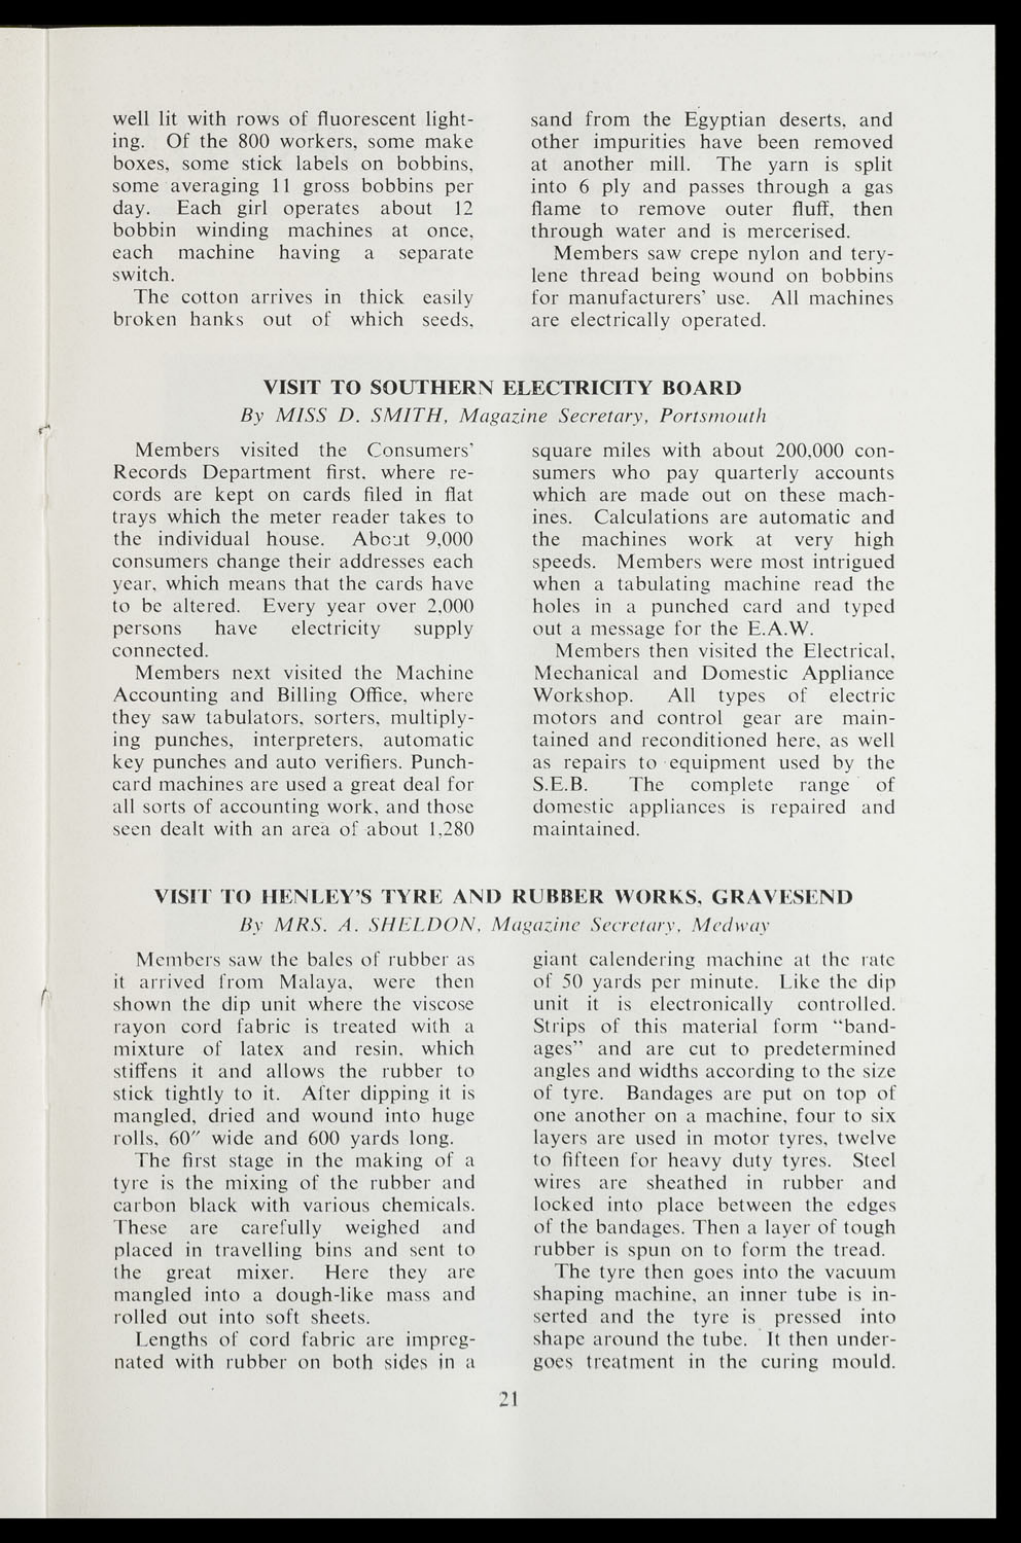 well lit with rows of fluorescent light-
ing. Of the 800 workers, some make
boxes, some stick labels on bobbins,
some averaging 11 gross bobbins per
day. Each girl operates about 12
bobbin winding machines at once,
each machine having a separate
switch.
The cotton arrives in thick easily
broken hanks out of which seeds,
sand from the Egyptian deserts, and
other impurities have been removed
at another mill. The yarn is split
into 6 ply and passes through a gas
flame to remove outer fluff, then
through water and is mercerised.
Members saw crepe nylon and tery-
lene thread being wound on bobbins
for manufacturers' use. All machines
are electrically operated.
VISIT TO SOUTHERN ELECTRICITY BOARD
By MISS D. SMITH, Magazine Secretary, Portsmouth
Members visited the Consumers'
Records Department first, where re-
cords are kept on cards filed in flat
trays which the meter reader takes to
the individual house. About 9,000
consumers change their addresses each
year, which means that the cards have
to be altered. Every year over 2,000
persons have electricity supply
connected.
Members next visited the Machine
Accounting and Billing Office, where
they saw tabulators, sorters, multiply-
ing punches, interpreters, automatic
key punches and auto verifiers. Punch-
card machines are used a great deal for
all sorts of accounting work, and those
seen dealt with an area of about 1,280
square miles with about 200,000 con-
sumers who pay quarterly accounts
which are made out on these mach-
ines. Calculations are automatic and
the machines work at very high
speeds. Members were most intrigued
when a tabulating machine read the
holes in a punched card and typed
out a message for the E.A.W.
Members then visited the Electrical,
Mechanical and Domestic Appliance
Workshop. All types of electric
motors and control gear are main-
tained and reconditioned here, as well
as repairs to equipment used by the
S.E.B. The complete range of
domestic appliances is repaired and
maintained.
VISIT TO HENLEY'S TYRE AND RUBBER WORKS, GRAVESEND
By MRS. A. SHELDON, Magazine Secretary, Medway
Members saw the bales of rubber as
it arrived from Malaya, were then
shown the dip unit where the viscose
rayon cord fabric is treated with a
mixture of latex and resin, which
stiffens it and allows the rubber to
stick tightly to it. After dipping it is
mangled, dried and wound into huge
rolls, 60" wide and 600 yards long.
The first stage in the making of a
tyre is the mixing of the rubber and
carbon black with various chemicals.
These are carefully weighed and
placed in travelling bins and sent to
the great mixer. Here they are
mangled into a dough-like mass and
rolled out into soft sheets.
Lengths of cord fabric are impreg-
nated with rubber on both sides in a
giant calendering machine at the rate
of 50 yards per minute. Like the dip
unit it is electronically controlled.
Strips of this material form "band-
ages" and are cut to predetermined
angles and widths according to the size
of tyre. Bandages are put on top of
one another on a machine, four to six
layers are used in motor tyres, twelve
to fifteen for heavy duty tyres. Steel
wires are sheathed in rubber and
locked into place between the edges
of the bandages. Then a layer of tough
rubber is spun on to form the tread.
The tyre then goes into the vacuum
shaping machine, an inner tube is in-
serted and the tyre is pressed into
shape around the tube. It then under-
goes treatment in the curing mould.
21